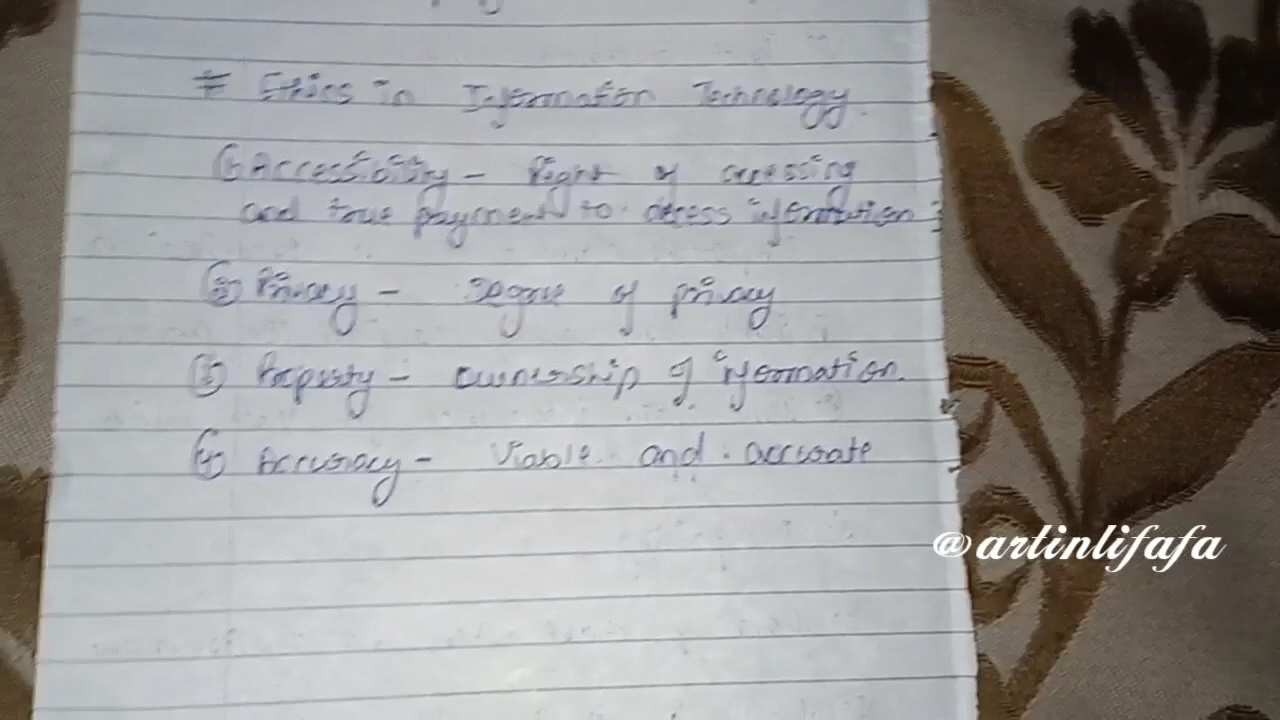 # Ethics in Information Technology.
① Accessibility - Right of accessing
and true payment to access information
② Privacy - Degree of privacy
③ Property - ownership of information.
④ Accuracy - Viable and accurate
@artinlifafa